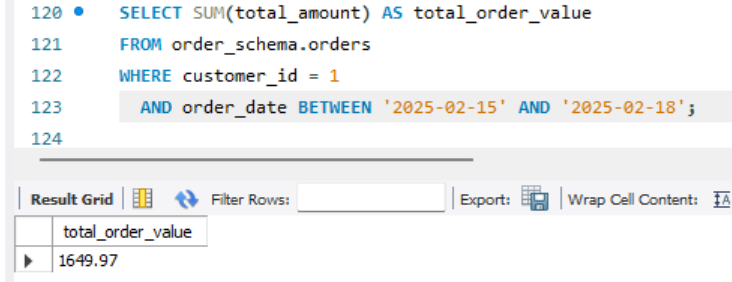 120 SELECT SUM(total_amount) AS total_order_value
121 FROM order_schema.orders
122 WHERE customer_id = 1
123 AND order_date BETWEEN '2025-02-15' AND '2025-02-18';
124
Result Grid Filter Rows: Export: Wrap Cell Content:
total_order_value
1649.97